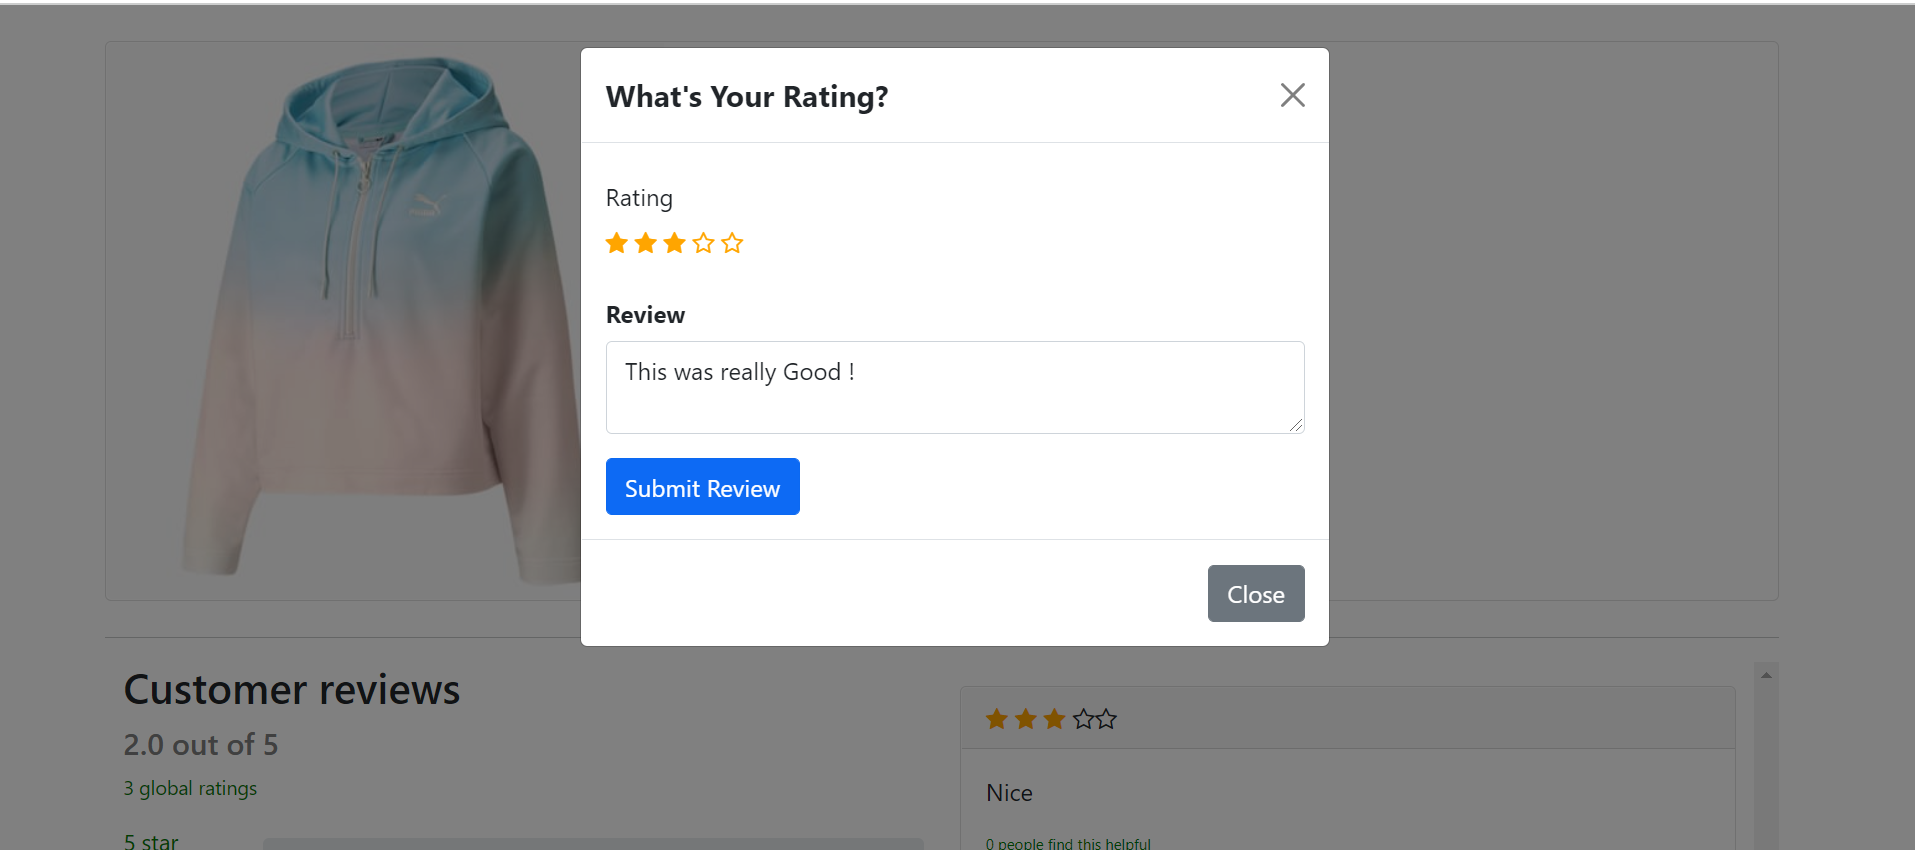 What's Your Rating?
Rating
Review
This was really Good !
Submit Review
Close
Customer reviews
2.0 out of 5
3 global ratings
5 star
Nice
0 people find this helpful